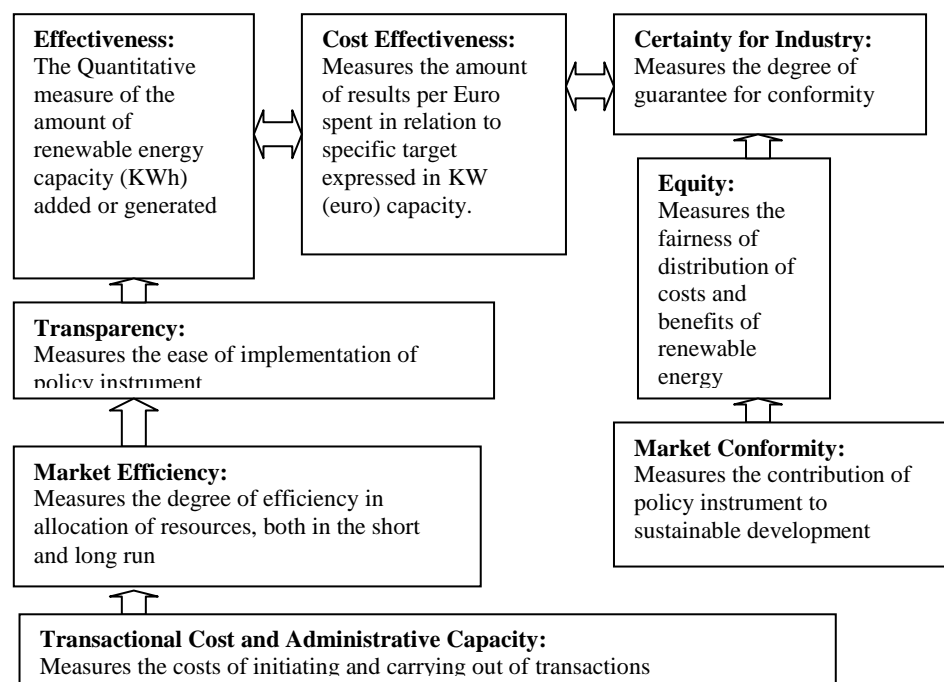 Effectiveness:
The Quantitative
measure of the
amount of
renewable energy
capacity (KWh)
added or generated
Cost Effectiveness:
Measures the amount
of results per Euro
spent in relation to
specific target
expressed in KW
(euro) capacity.
Certainty for Industry:
Measures the degree of
guarantee for conformity
Equity:
Measures the
fairness of
distribution of
costs and
benefits of
renewable
energy
Transparency:
Measures the ease of implementation of
policy instrument
Market Efficiency:
Measures the degree of efficiency in
allocation of resources, both in the short
and long run
Market Conformity:
Measures the contribution of
policy instrument to
sustainable development
Transactional Cost and Administrative Capacity:
Measures the costs of initiating and carrying out of transactions